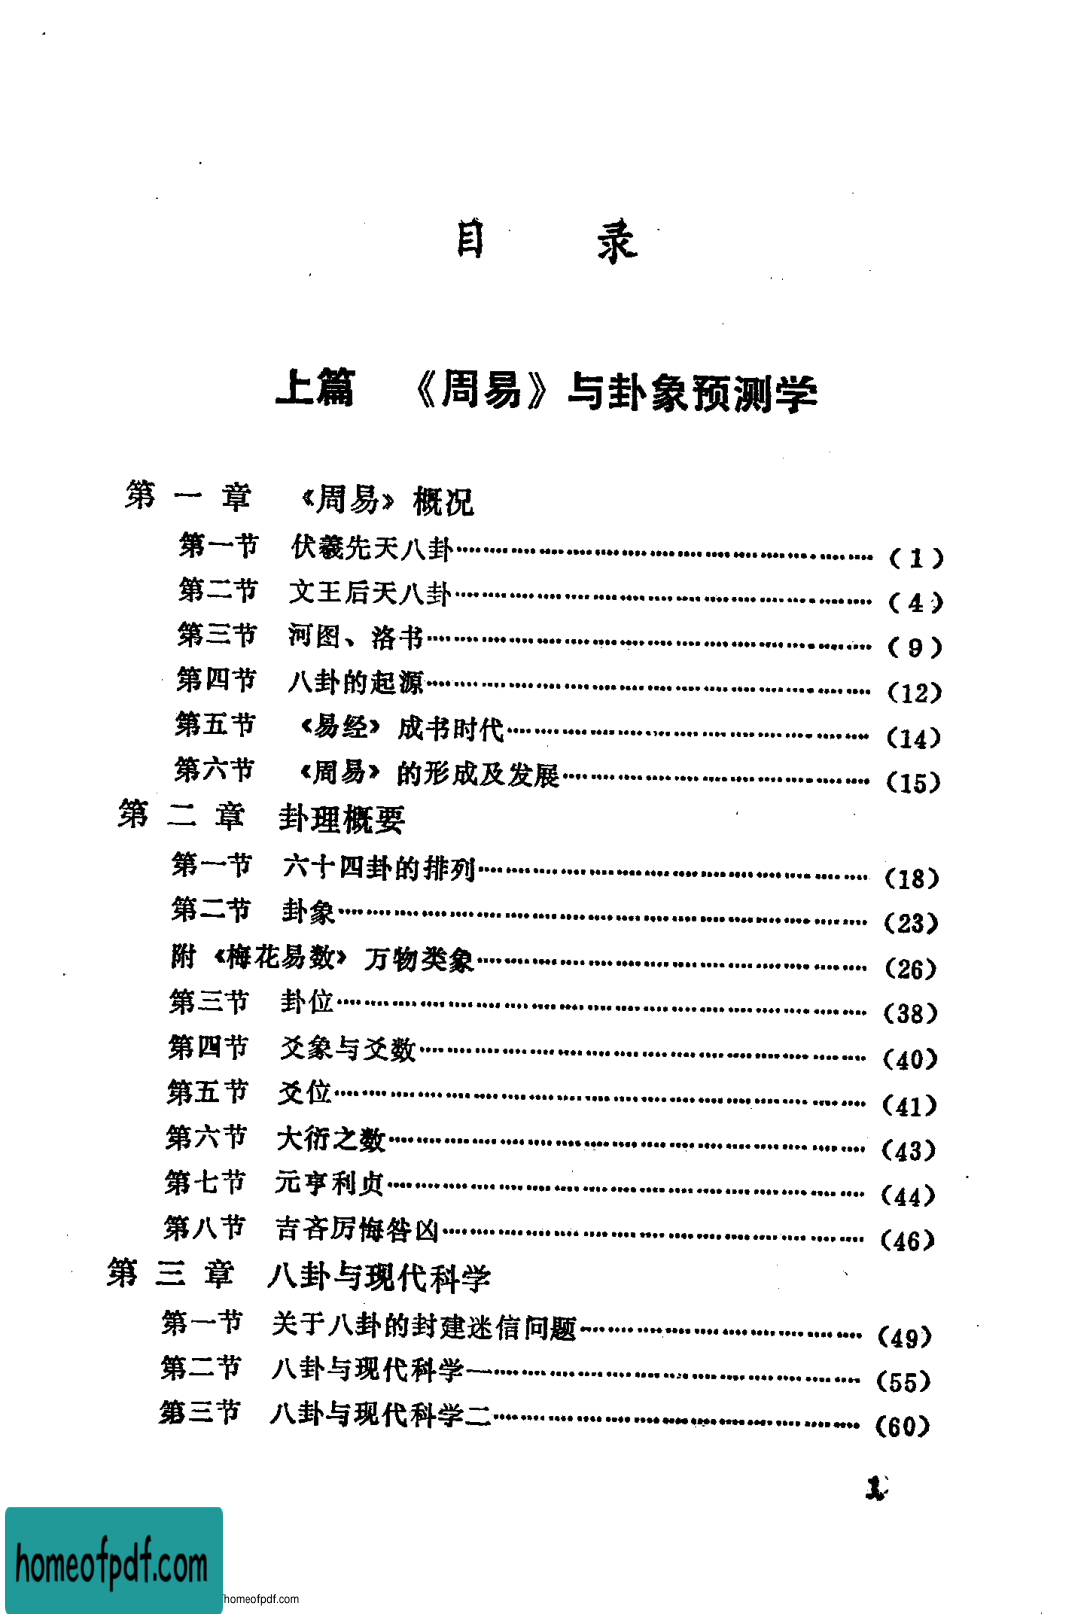 目 录
上篇 《周易》与卦象预测学
第一章 《周易》概况
第一节 伏羲先天八卦………………(1)
第二节 文王后天八卦………………(4)
第三节 河图、洛书………………(9)
第四节 八卦的起源………………(12)
第五节 《易经》成书时代………………(14)
第六节 《周易》的形成及发展………………(15)
第二章 卦理概要
第一节 六十四卦的排列………………(18)
第二节 卦象………………(23)
附《梅花易数》万物类象………………(26)
第三节 卦位………………(38)
第四节 爻象与爻数………………(40)
第五节 爻位………………(41)
第六节 大衍之数………………(43)
第七节 元亨利贞………………(44)
第八节 吉吝厉悔咎凶………………(46)
第三章 八卦与现代科学
第一节 关于八卦的封建迷信问题………………(49)
第二节 八卦与现代科学一………………(55)
第三节 八卦与现代科学二………………(60)
1
homeofpdf.com
homeofpdf.com